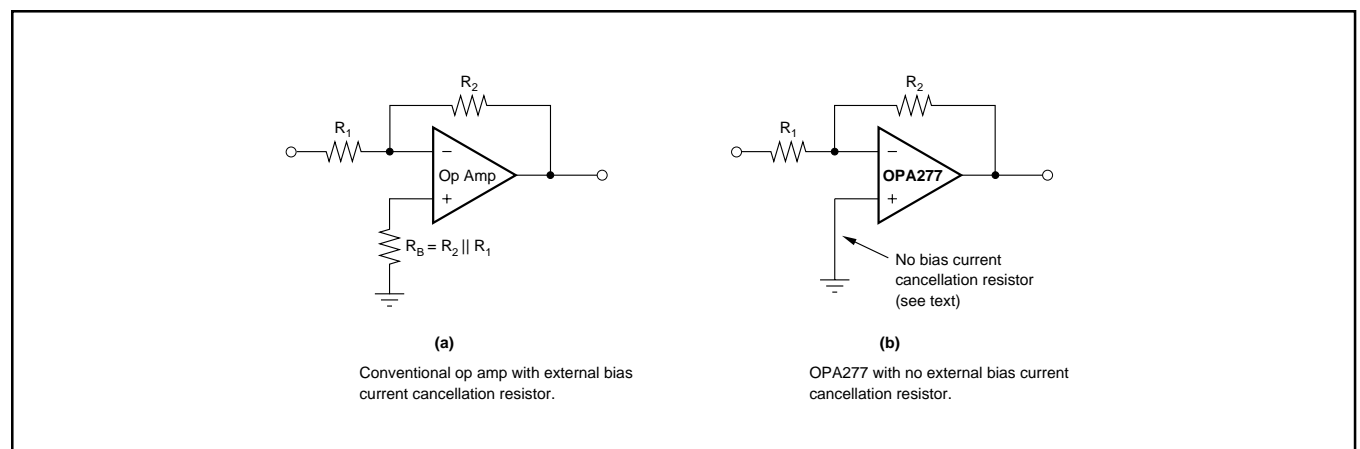 R2
R1
−
Op Amp
+
RB = R2 || R1
(a)
Conventional op amp with external bias
current cancellation resistor.
R2
R1
−
OPA277
+
No bias current
cancellation resistor
(see text)
(b)
OPA277 with no external bias current
cancellation resistor.